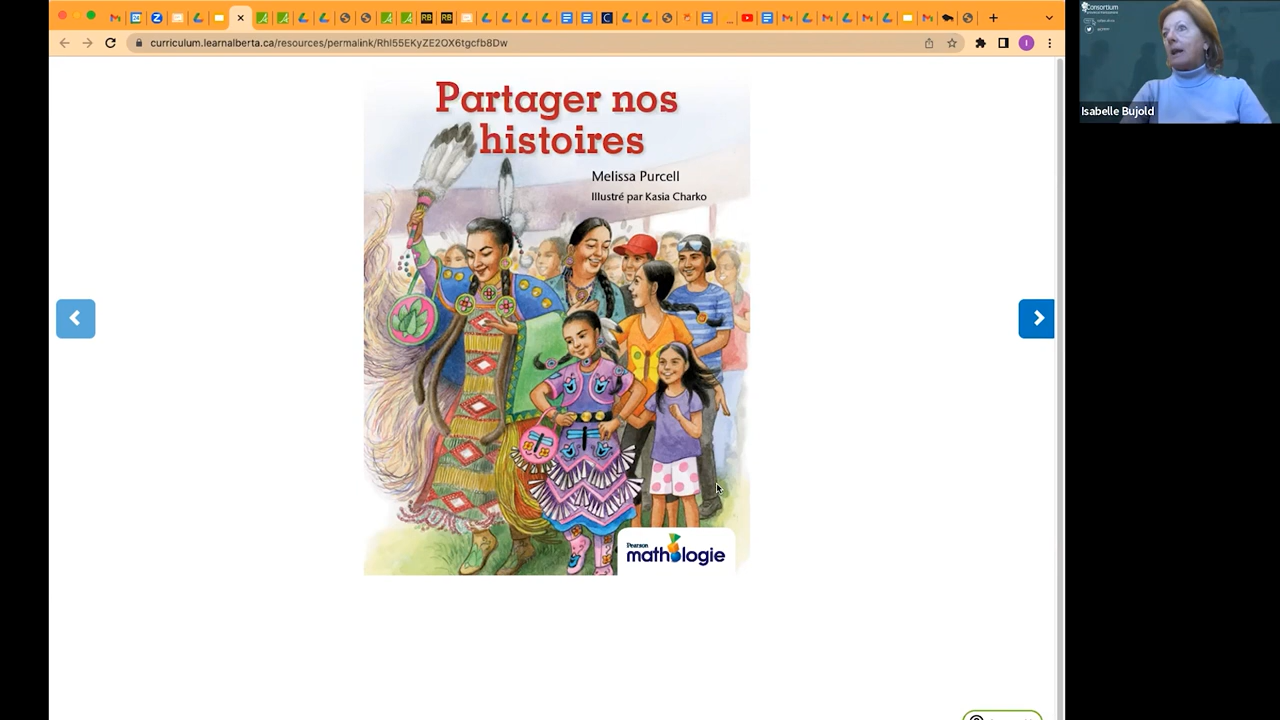 curriculum.learnalberta.ca/resources/permalink/Rhl55EKyZE2OX6tgcfb8Dw
Consortium
Isabelle Bujold
Partager nos
histoires
Melissa Purcell
Illustré par Kasia Charko
Pearson
mathologie